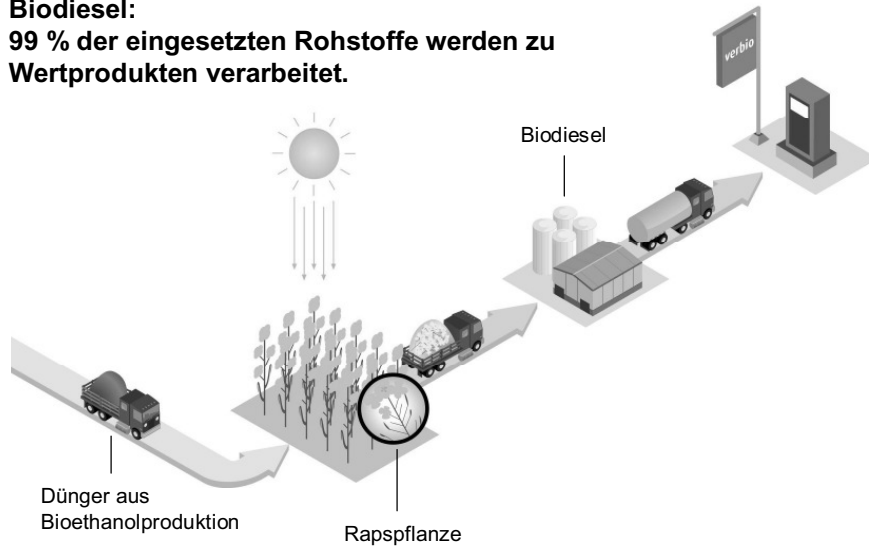 Biodiesel:
99 % der eingesetzten Rohstoffe werden zu
Wertprodukten verarbeitet.
verbio
Biodiesel
Dünger aus
Bioethanolproduktion
Rapspflanze